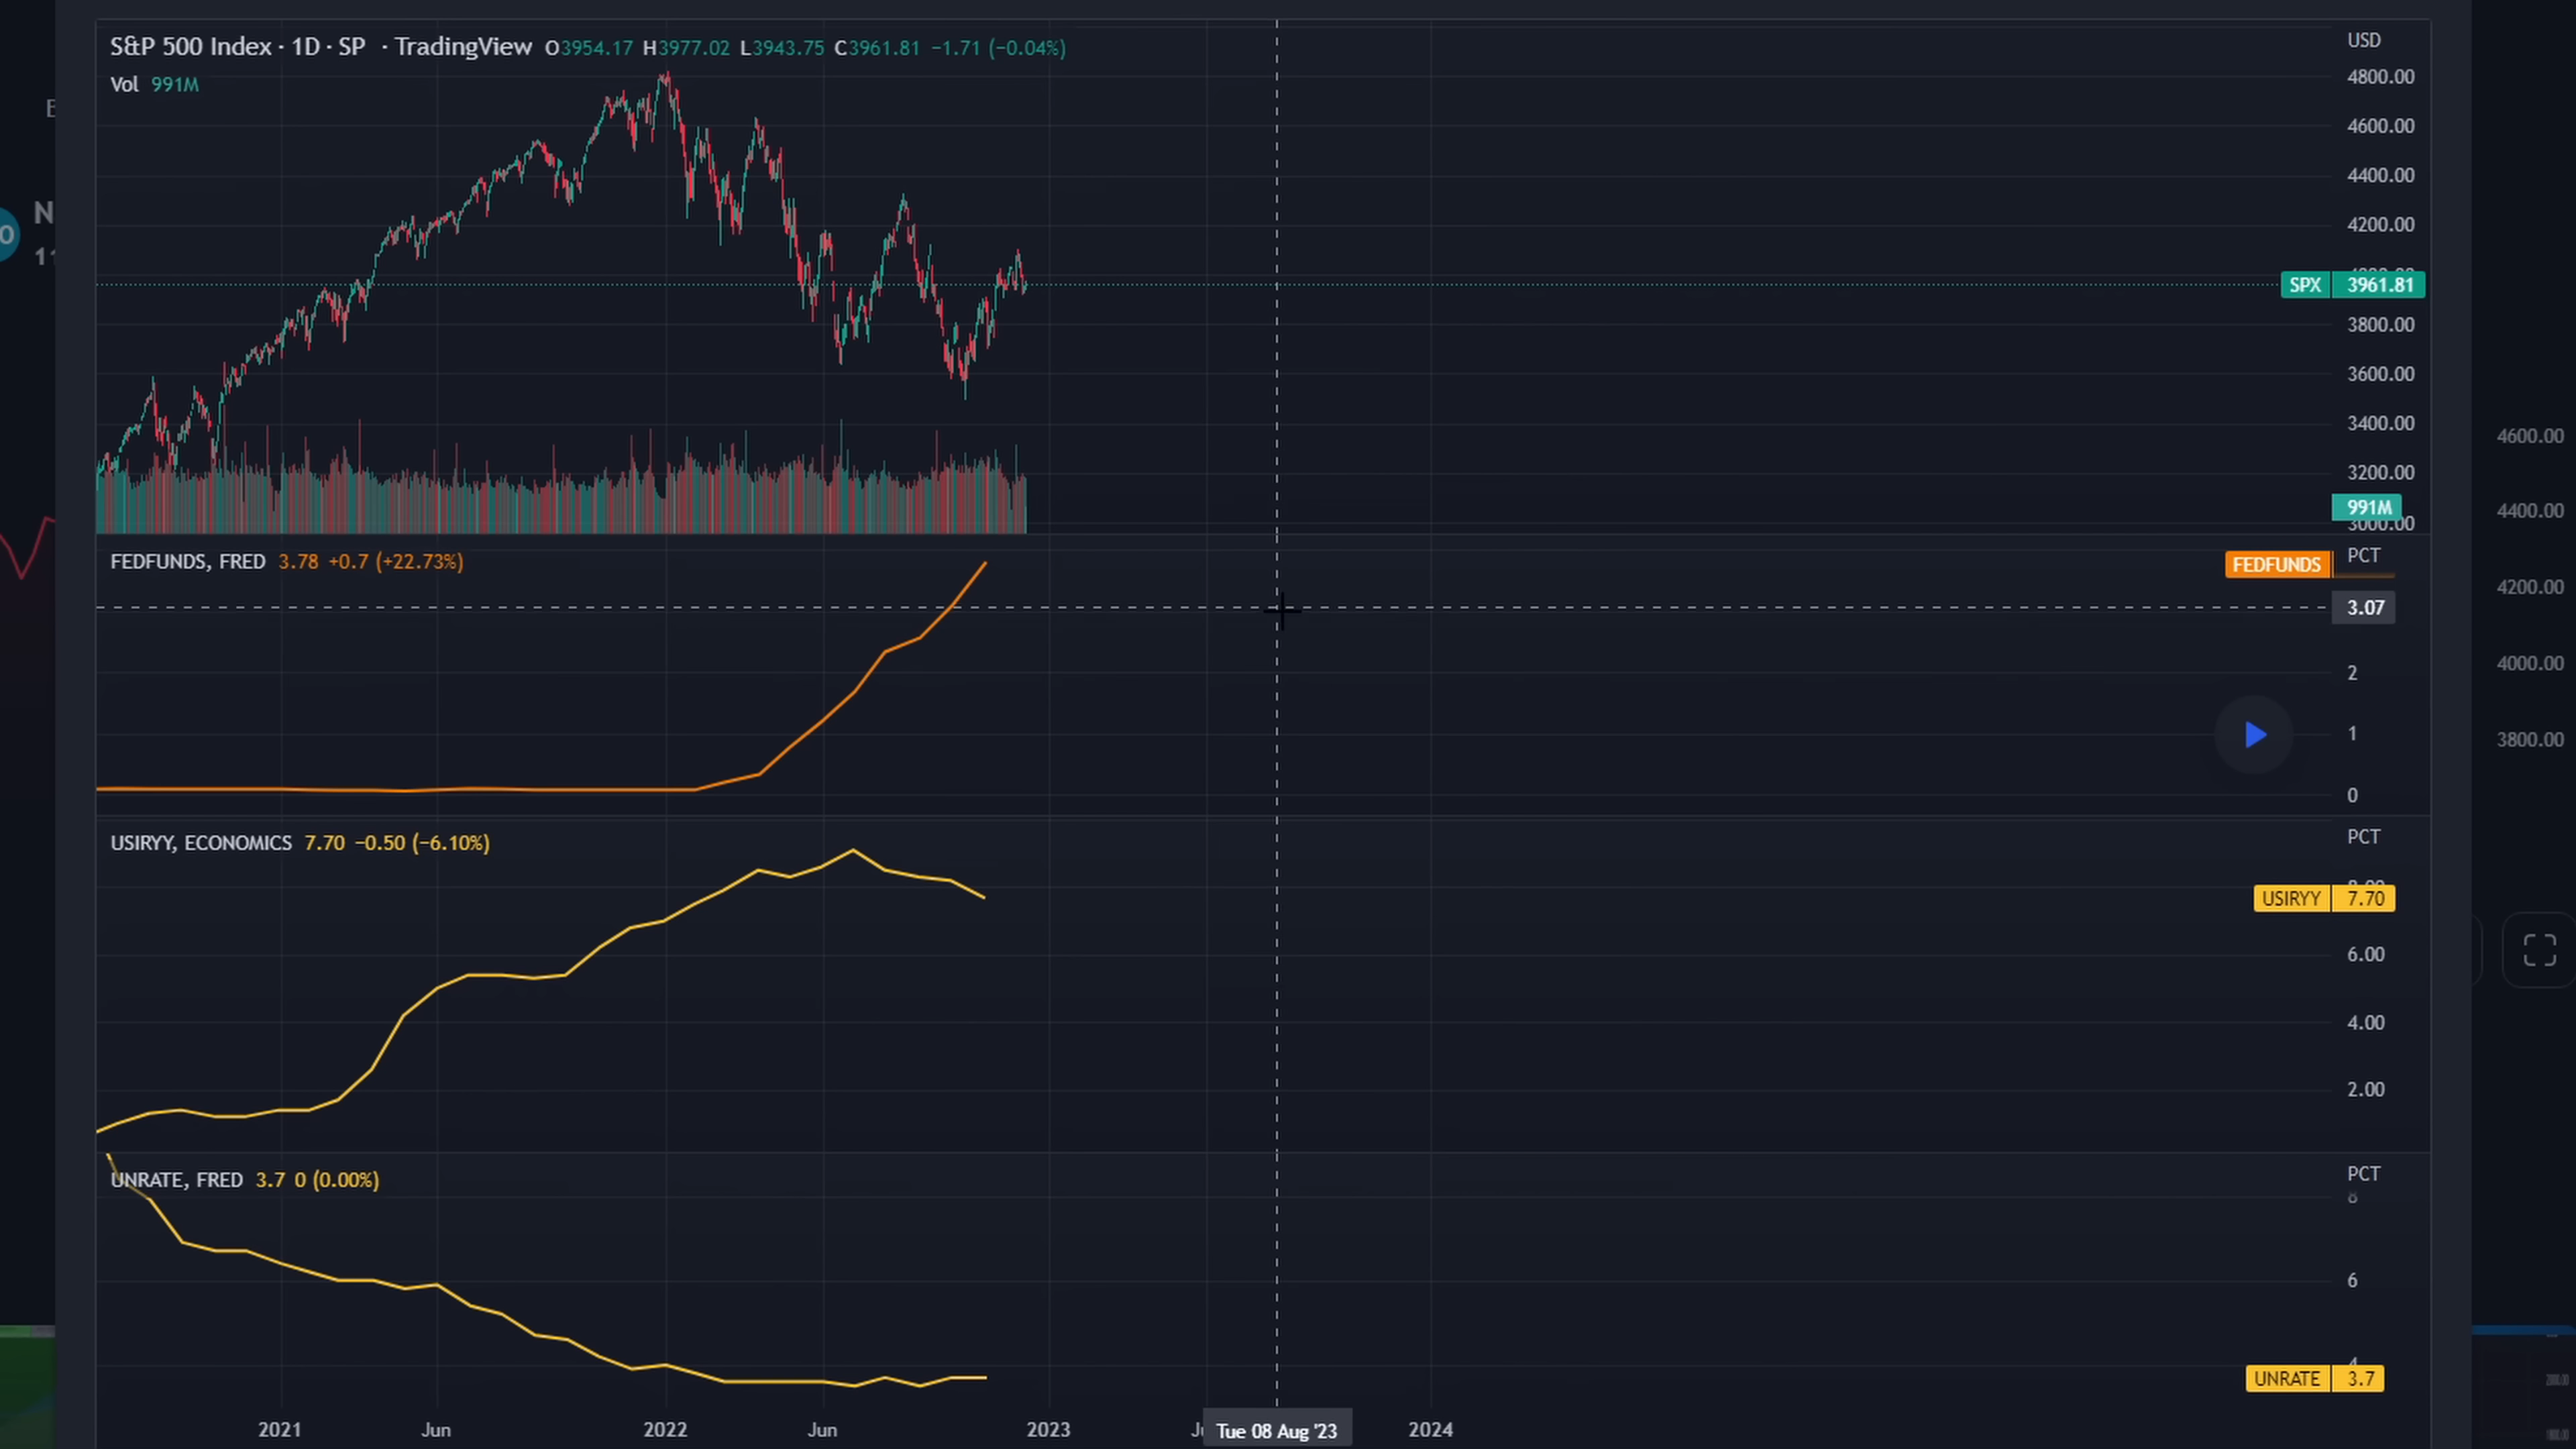 S&P 500 Index · 1D · SP · TradingView O3954.17 H3977.02 L3943.75 C3961.81 −1.71 (−0.04%)
Vol 991M
USD
4800.00
4600.00
4400.00
4200.00
SPX 3961.81
3800.00
3600.00
3400.00
3200.00
991M
3000.00
FEDFUNDS, FRED 3.78 +0.7 (+22.73%)
FEDFUNDS
PCT
3.07
2
1
0
USIRYY, ECONOMICS 7.70 −0.50 (−6.10%)
PCT
USIRYY 7.70
6.00
4.00
2.00
UNRATE, FRED 3.7 0 (0.00%)
PCT
8
6
4
UNRATE 3.7
2021 Jun 2022 Jun 2023 Tue 08 Aug '23 2024
N
11
4600.00
4400.00
4200.00
4000.00
3800.00